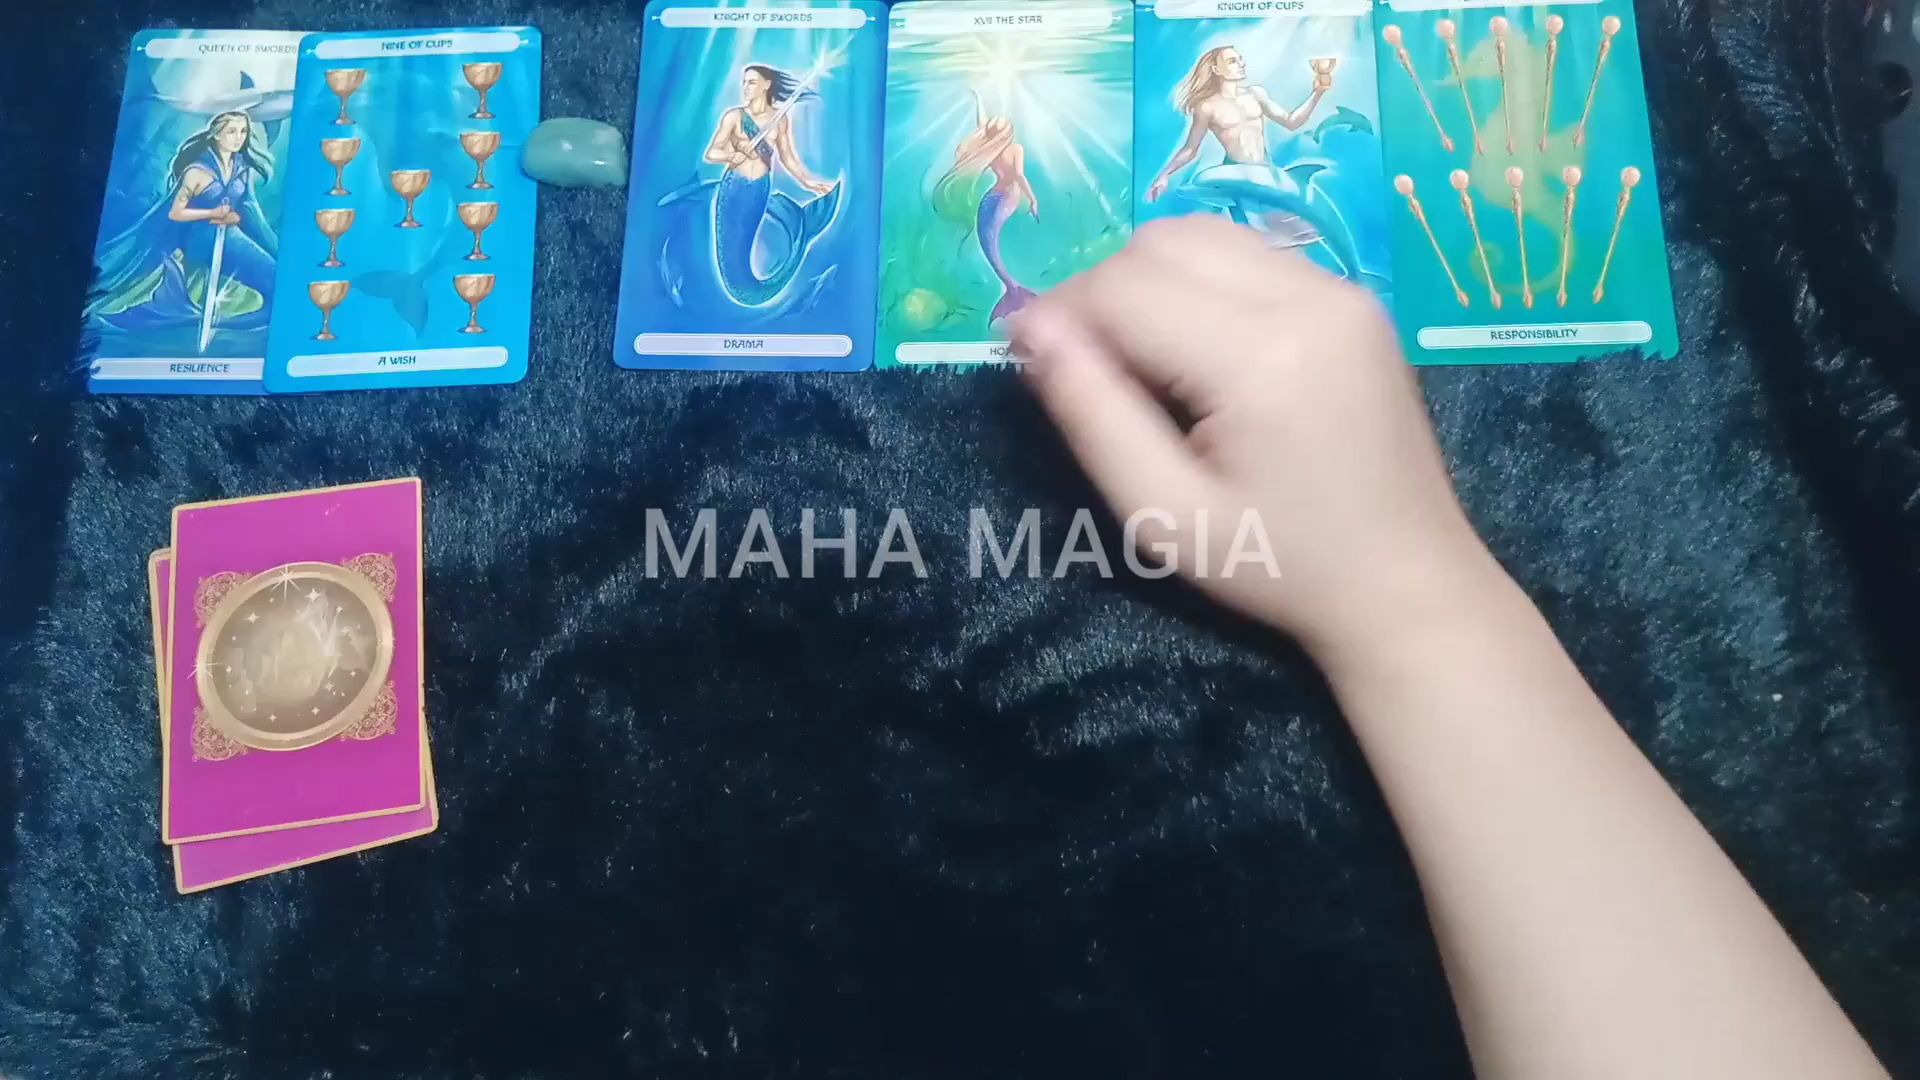 QUEEN OF SWORDS
NINE OF CUPS
KNIGHT OF SWORDS
XVII THE STAR
KNIGHT OF CUPS
RESILIENCE
A WISH
DRAMA
RESPONSIBILITY
MAHA MAGIA